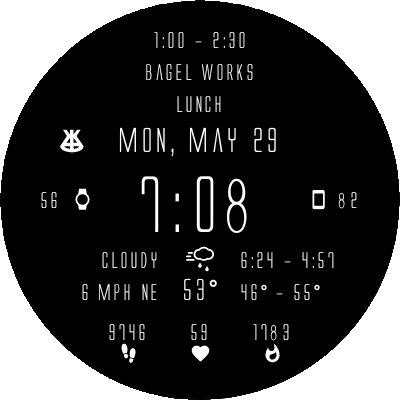 1:00 - 2:30
BAGEL WORKS
LUNCH
MON, MAY 29
56 7:08 82
CLOUDY 6:24 - 4:57
6 MPH NE 53° 46° - 55°
9746 59 1783